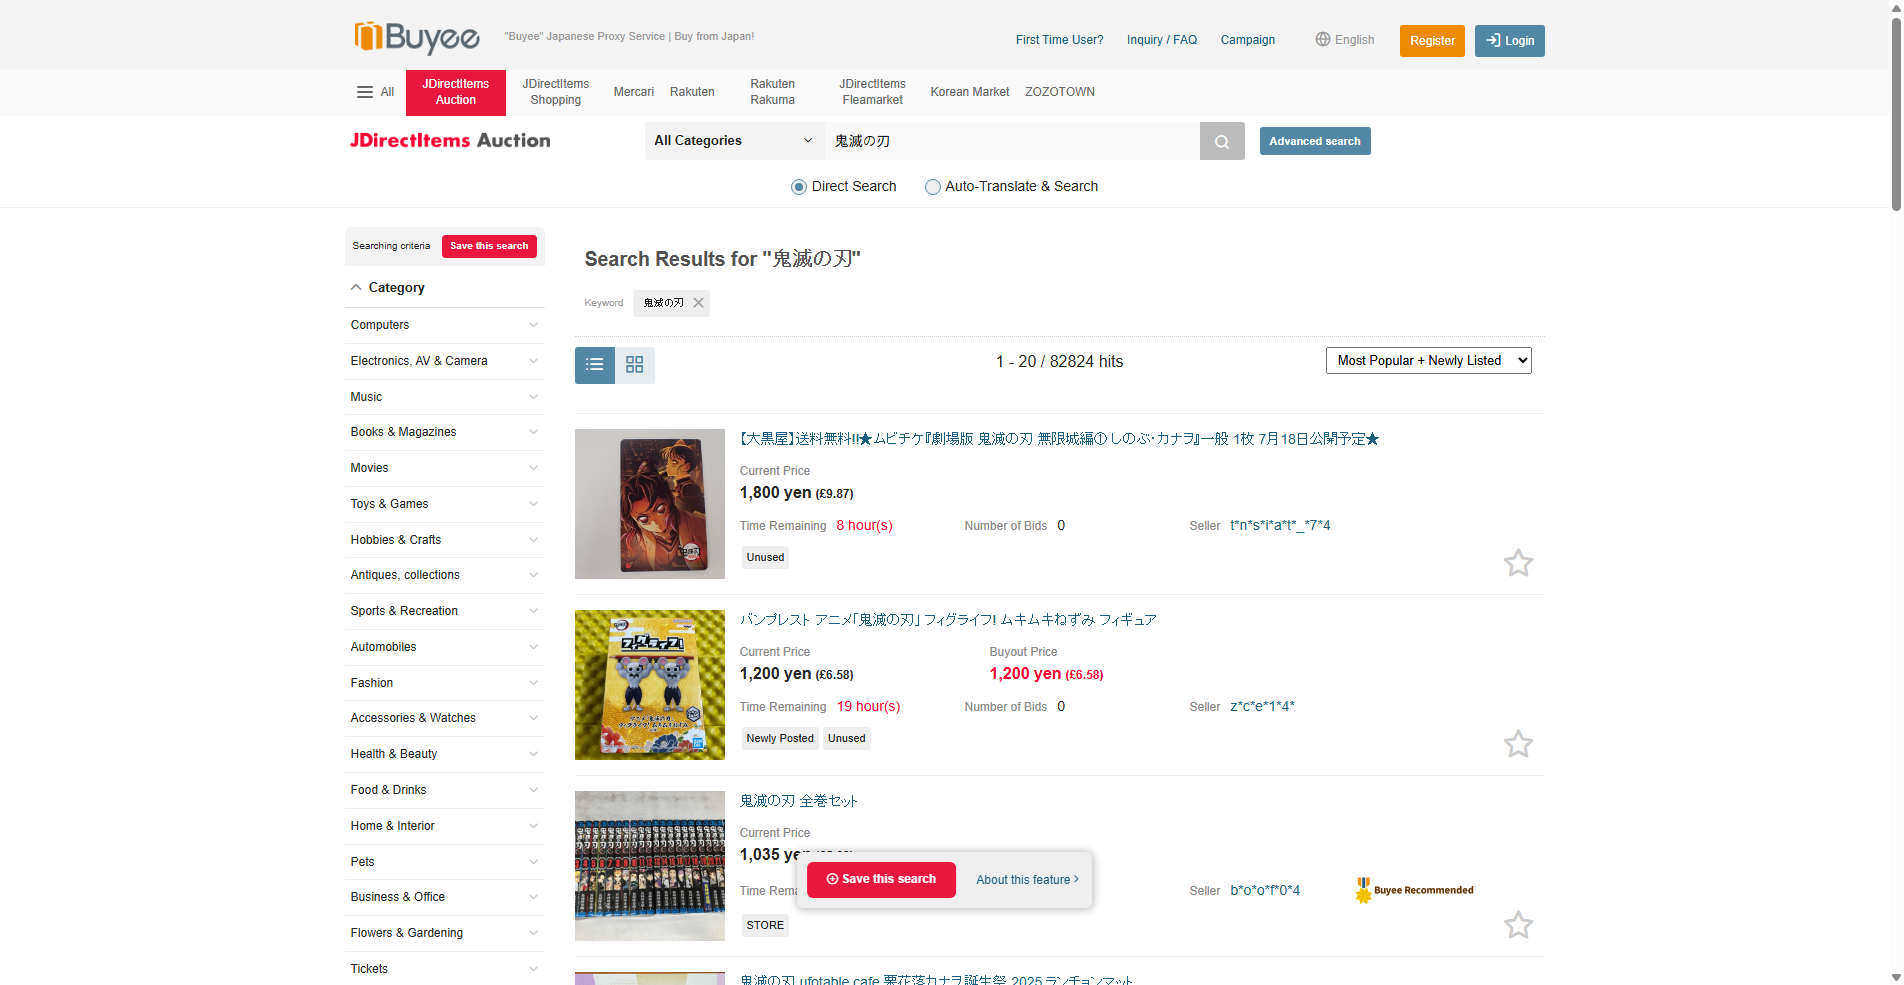 Buyee
"Buyee" Japanese Proxy Service | Buy from Japan!
First Time User?
Inquiry / FAQ
Campaign
English
Register
Login
All
JDirectItems Auction
JDirectItems Shopping
Mercari
Rakuten
Rakuten Rakuma
JDirectItems Fleamarket
Korean Market
ZOZOTOWN
JDirectItems Auction
All Categories
鬼滅の刃
Advanced search
Direct Search
Auto-Translate & Search
Searching criteria
Save this search
Category
Computers
Electronics, AV & Camera
Music
Books & Magazines
Movies
Toys & Games
Hobbies & Crafts
Antiques, collections
Sports & Recreation
Automobiles
Fashion
Accessories & Watches
Health & Beauty
Food & Drinks
Home & Interior
Pets
Business & Office
Flowers & Gardening
Tickets
Search Results for "鬼滅の刃"
Keyword
鬼滅の刃
1 - 20 / 82824 hits
Most Popular + Newly Listed
【大黒屋】送料無料!!★ムビチケ『劇場版 鬼滅の刃 無限城編① しのぶ・カナヲ』一般 1枚 7月18日公開予定★
Current Price
1,800 yen (£9.87)
Time Remaining 8 hour(s)
Number of Bids 0
Seller t*n*s*i*a*t*_*7*4
Unused
バンプレスト アニメ「鬼滅の刃」 フィグライフ! ムキムキねずみ フィギュア
Current Price
1,200 yen (£6.58)
Buyout Price
1,200 yen (£6.58)
Time Remaining 19 hour(s)
Number of Bids 0
Seller z*c*e*1*4*
Newly Posted
Unused
フィグライフ!
鬼滅の刃 全巻セット
Current Price
1,035 yen
Time Rema
Seller b*o*o*f*0*4
Buyee Recommended
STORE
Save this search
About this feature
鬼滅の刃 ufotable cafe 栗花落カナヲ誕生祭 2025 ランチョンマット